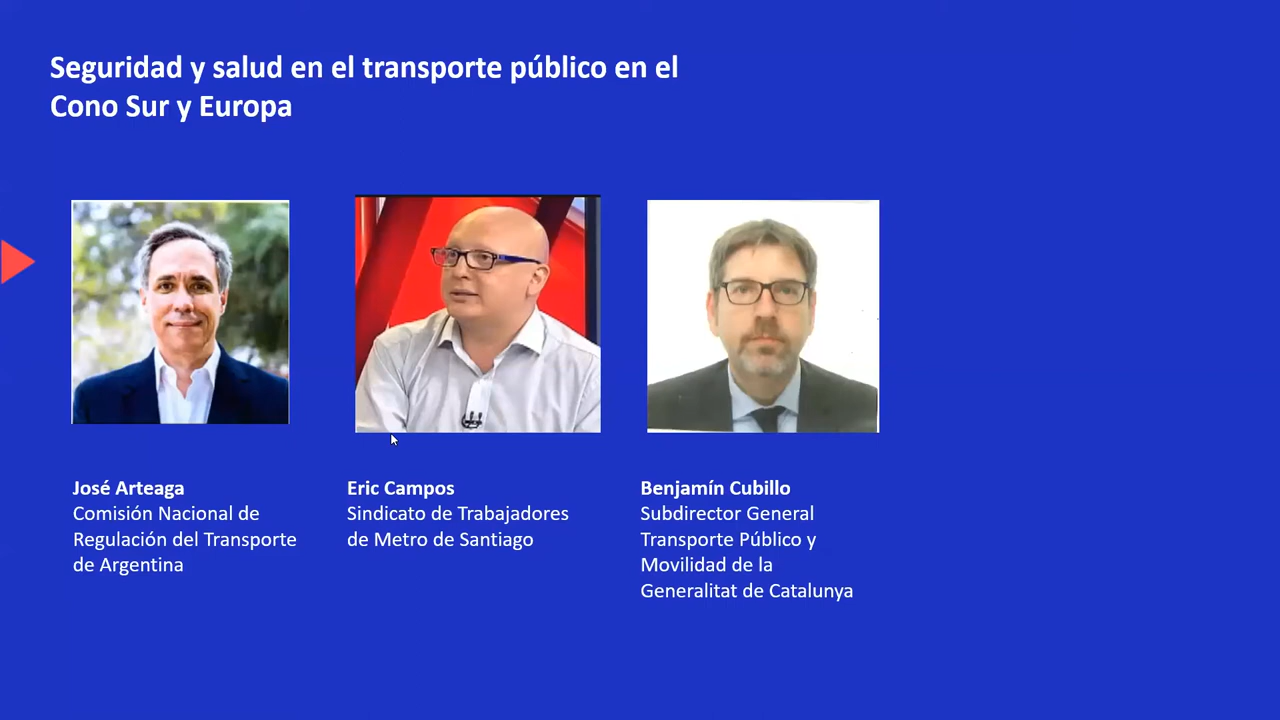 Seguridad y salud en el transporte público en el
Cono Sur y Europa
José Arteaga
Comisión Nacional de
Regulación del Transporte
de Argentina
Eric Campos
Sindicato de Trabajadores
de Metro de Santiago
Benjamín Cubillo
Subdirector General
Transporte Público y
Movilidad de la
Generalitat de Catalunya